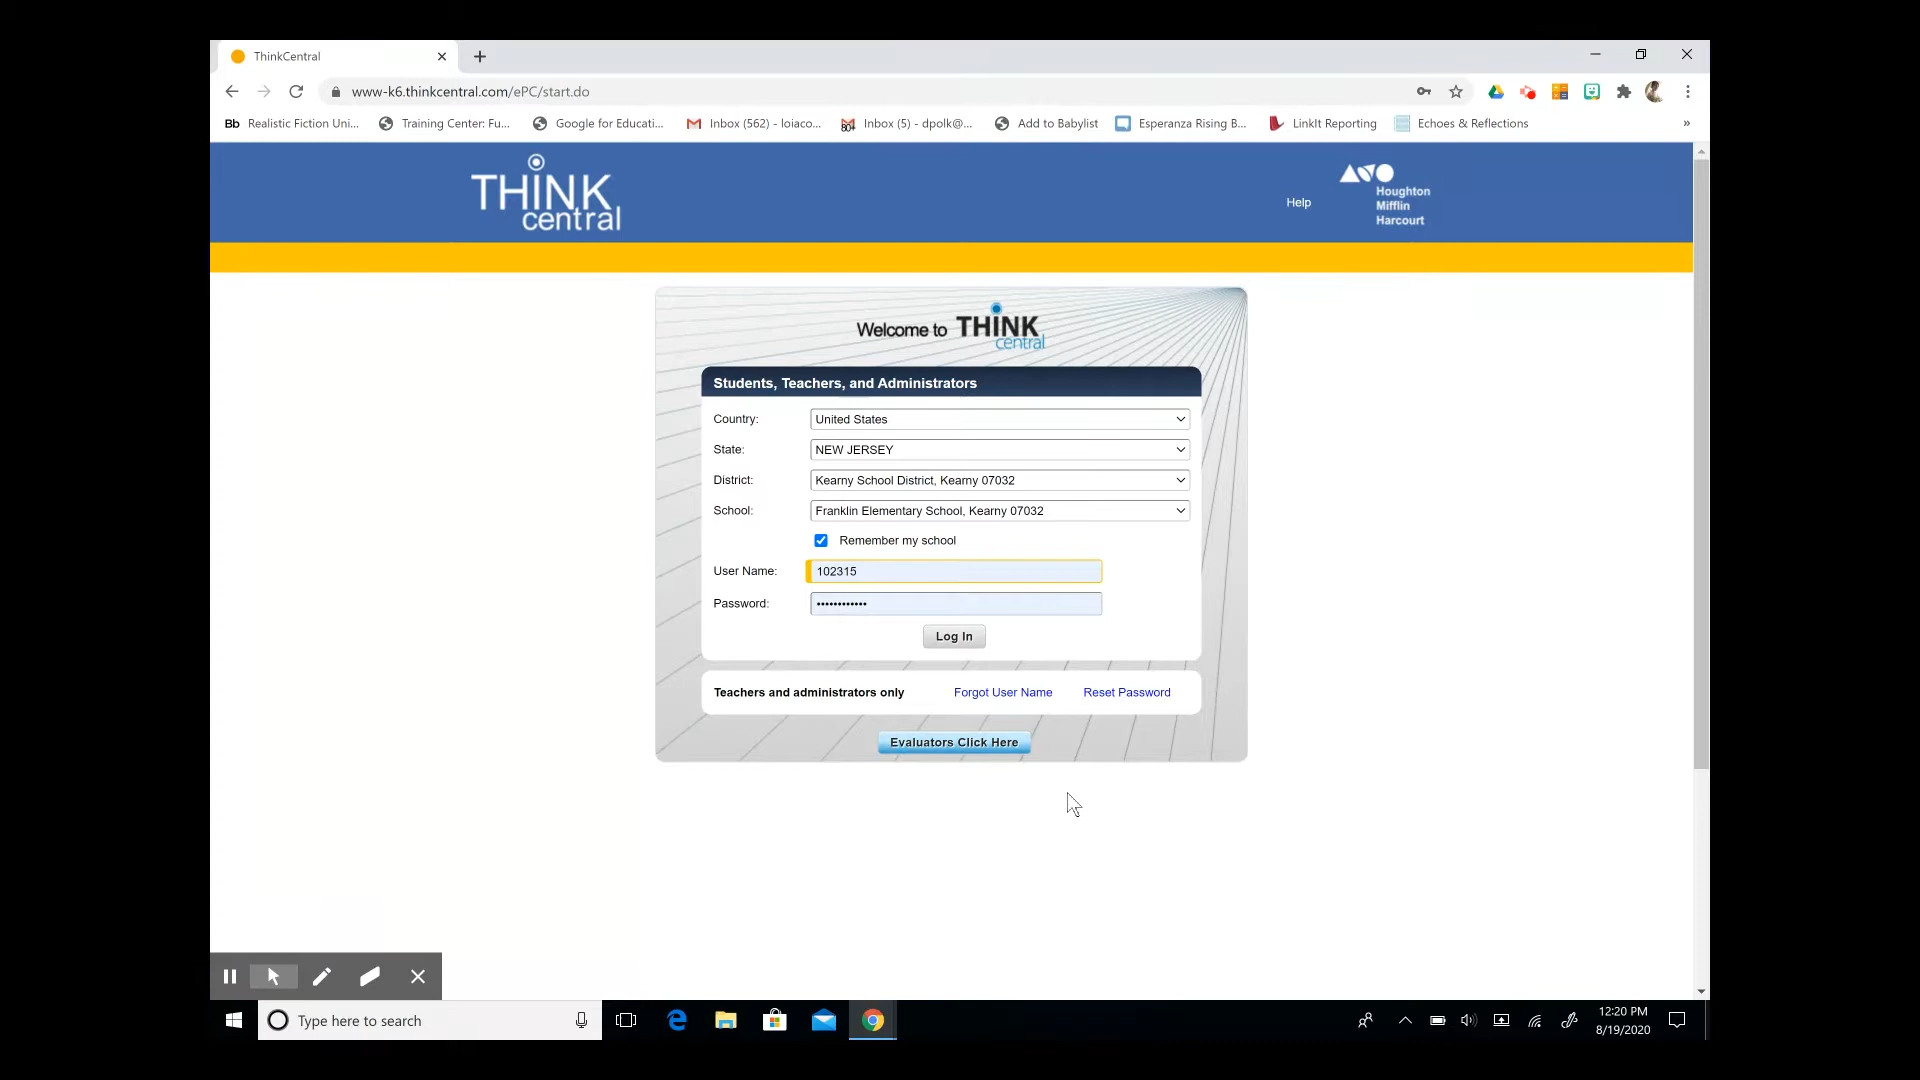 ThinkCentral
www-k6.thinkcentral.com/ePC/start.do
Bb Realistic Fiction Uni... Training Center: Fu... Google for Educati... Inbox (562) - loiaco... 80+ Inbox (5) - dpolk@... Add to Babylist Esperanza Rising B... LinkIt Reporting Echoes & Reflections »
THINK
central
Help
Houghton
Mifflin
Harcourt
Welcome to THINK
central
Students, Teachers, and Administrators
Country: United States
State: NEW JERSEY
District: Kearny School District, Kearny 07032
School: Franklin Elementary School, Kearny 07032
Remember my school
User Name: 102315
Password: ••••••••••••
Log In
Teachers and administrators only Forgot User Name Reset Password
Evaluators Click Here
Type here to search
12:20 PM
8/19/2020